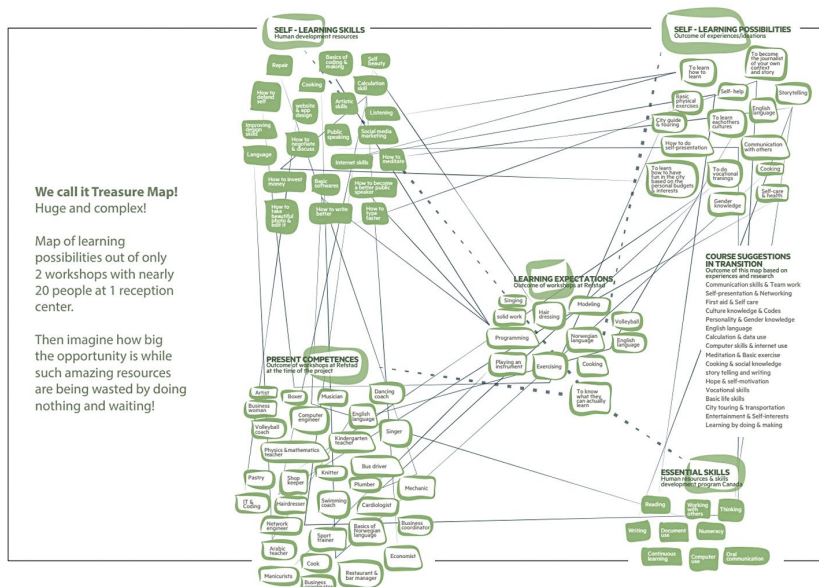 We call it Treasure Map!
Huge and complex!
Map of learning
possibilities out of only
2 workshops with nearly
20 people at 1 reception
center.
Then imagine how big
the opportunity is while
such amazing resources
are being wasted by doing
nothing and waiting!
SELF - LEARNING SKILLS
Human development resources
Repair
Basics of
coding &
making
Self
beauty
Cooking
Calculation
skill
How to
defend
self
website
& app
design
Artistic
skills
Listening
Improving
design
skills
How to
negotiate
& discuss
Public
speaking
Social media
marketing
Language
Internet skills
How to
meditare
How to invest
money
Basic
softwares
How to become
a better public
speaker
How to
take
beautiful
photo &
edit it
How to write
better
How to
type
faster
SELF - LEARNING POSSIBILITIES
Outcome of experiences/ideations
To learn
how to
learn
To become
the journalist
of your own
context
and story
Self- help
Storytelling
Basic
physical
exercises
English
language
City guide
& touring
To learn
eachothers
cultures
How to do
self-presentation
Communication
with others
To learn
how to have
fun in the city
based on the
personal budgets
& interests
To do
vocational
tranings
Cooking
Self-care
& health
Gender
knowledge
LEARNING EXPECTATIONS
Outcome of workshops at Refstad
Singing
solid work
Hair
dressing
Modeling
Programming
Norwegian
language
Volleyball
English
language
Playing an
instrument
Exercising
Cooking
To know
what they
can actually
learn
COURSE SUGGESTIONS
IN TRANSITION
Outcome of this map based on
experiences and research
Communication skills & Team work
Self-presentation & Networking
First aid & Self care
Culture knowledge & Codes
Personality & Gender knowledge
English language
Calculation & data use
Computer skills & internet use
Meditation & Basic exercise
Cooking & social knowledge
story telling and writing
Hope & self-motivation
Vocational skills
Basic life skills
City touring & transportation
Entertainment & Self-interests
Learning by doing & making
PRESENT COMPETENCES
Outcome of workshops at Refstad
at the time of the project
Artist
Business
woman
Boxer
Musician
Dancing
coach
Computer
engineer
English
language
Volleyball
coach
Kindergarten
teacher
Singer
Physics &mathematics
teacher
Bus driver
Pastry
Shop
keeper
Knitter
Plumber
Mechanic
IT &
Coding
Hairdresser
Swimming
coach
Cardiologist
Network
engineer
Sport
trainer
Basics of
Norwegian
language
Business
coordinator
Arabic
teacher
Cook
Economist
Manicurists
Business
coordinator
Restaurant &
bar manager
ESSENTIAL SKILLS
Human resources & skills
development program Canada
Reading
Working
with
others
Thinking
Writing
Document
use
Numeracy
Continuous
learning
Computer
use
Oral
communication